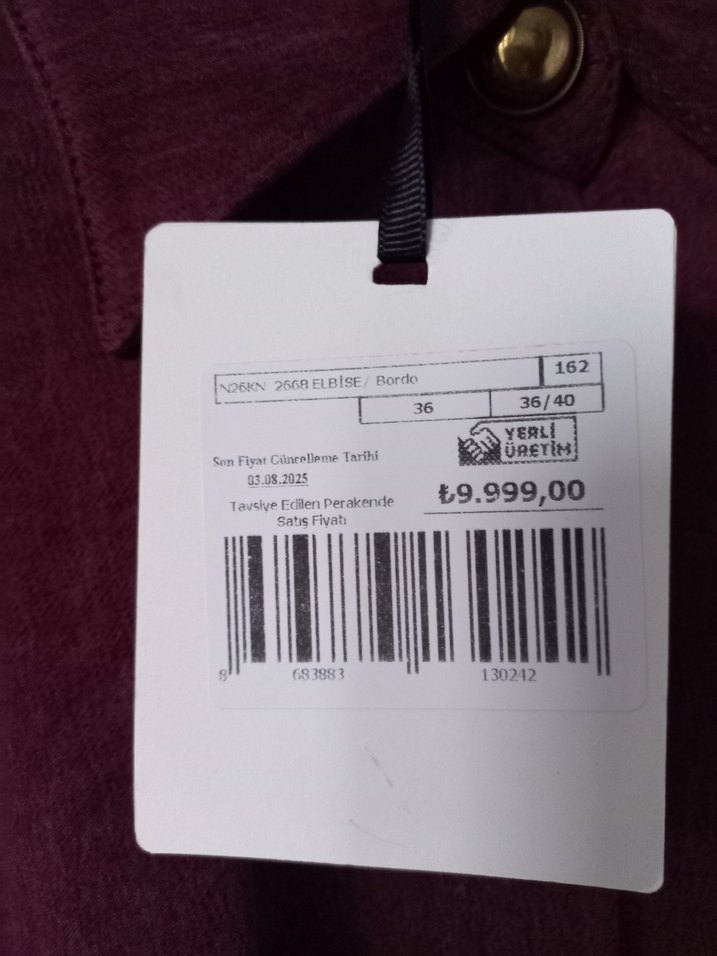 N26KN 2668 ELBİSE/ Bordo
162
36
36/40
YERLİ
ÜRETİM
Son Fiyat Güncelleme Tarihi
03.08.2025
Tavsiye Edilen Perakende
Satış Fiyatı
₺9.999,00
8 683883 130242